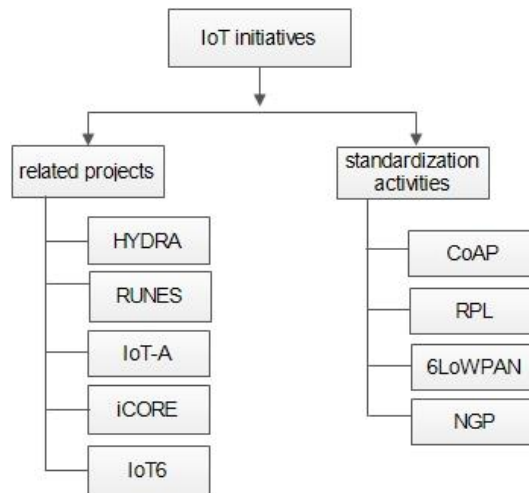 IoT initiatives
related projects
HYDRA
RUNES
IoT-A
iCORE
IoT6
standardization
activities
CoAP
RPL
6LoWPAN
NGP